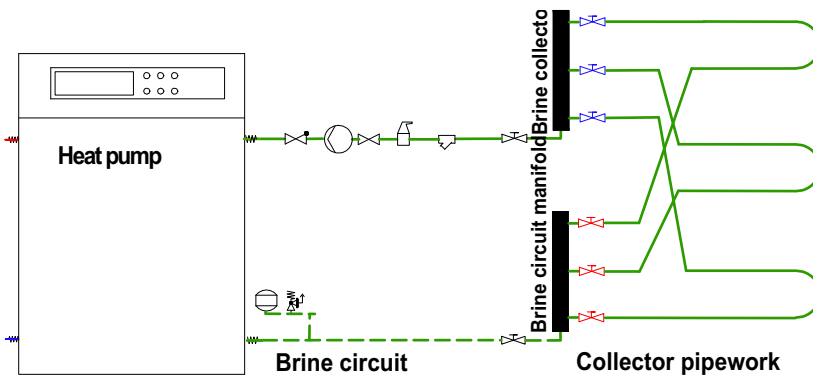 Heat pump
Brine collecto
Brine circuit manifold
Brine circuit
Collector pipework